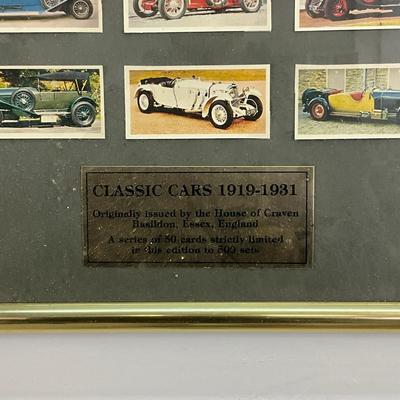 CLASSIC CARS 1919-1931
Originally issued by the House of Craven
Basildon, Essex, England
A series of 50 cards strictly limited
in this edition to 500 sets